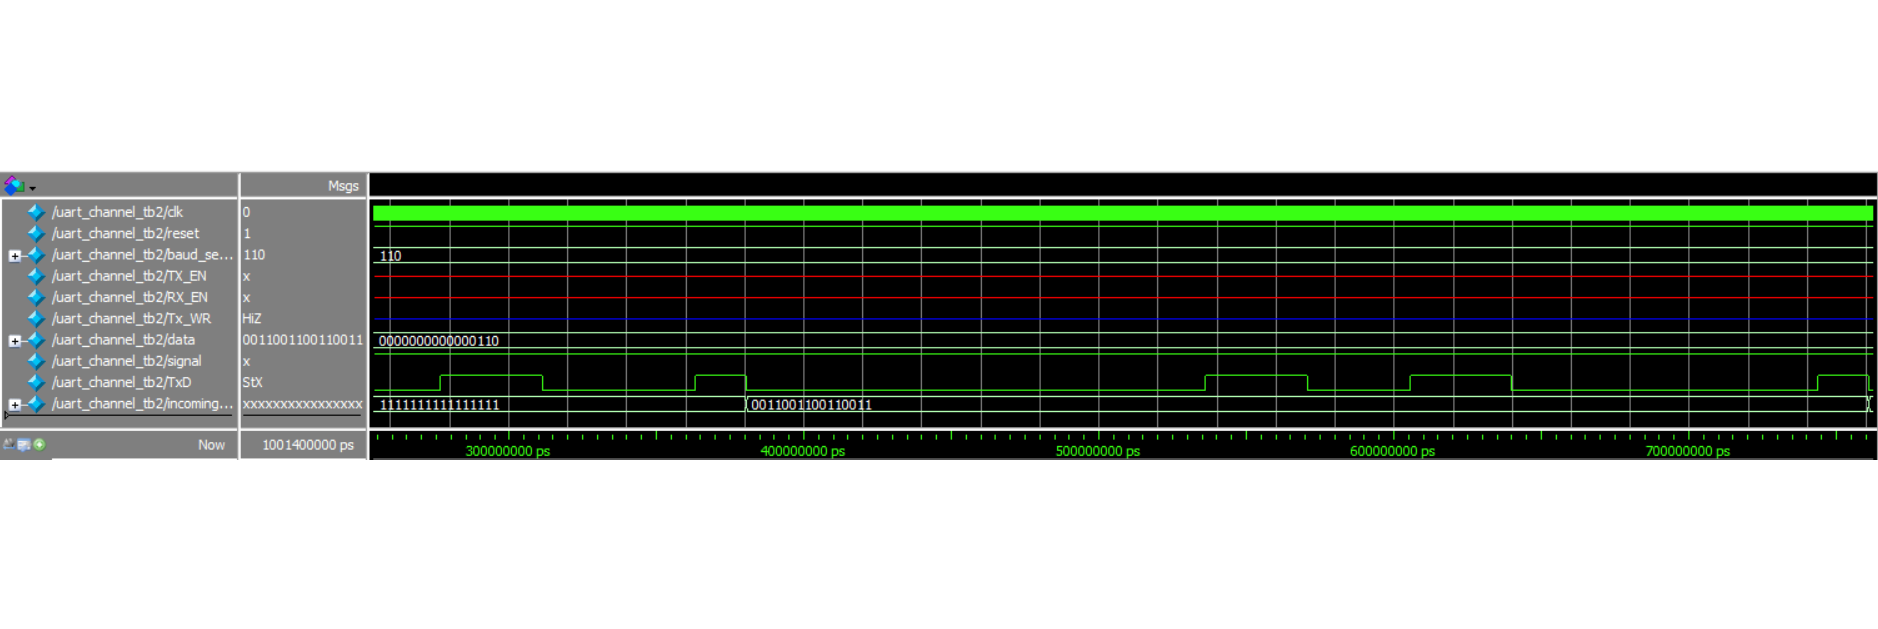 Msgs
/uart_channel_tb2/clk 0
/uart_channel_tb2/reset 1
/uart_channel_tb2/baud_se... 110 110
/uart_channel_tb2/TX_EN x
/uart_channel_tb2/RX_EN x
/uart_channel_tb2/Tx_WR HiZ
/uart_channel_tb2/data 0011001100110011 0000000000000110
/uart_channel_tb2/signal x
/uart_channel_tb2/TxD StX
/uart_channel_tb2/incoming... xxxxxxxxxxxxxxxx 1111111111111111 0011001100110011
Now 1001400000 ps 300000000 ps 400000000 ps 500000000 ps 600000000 ps 700000000 ps